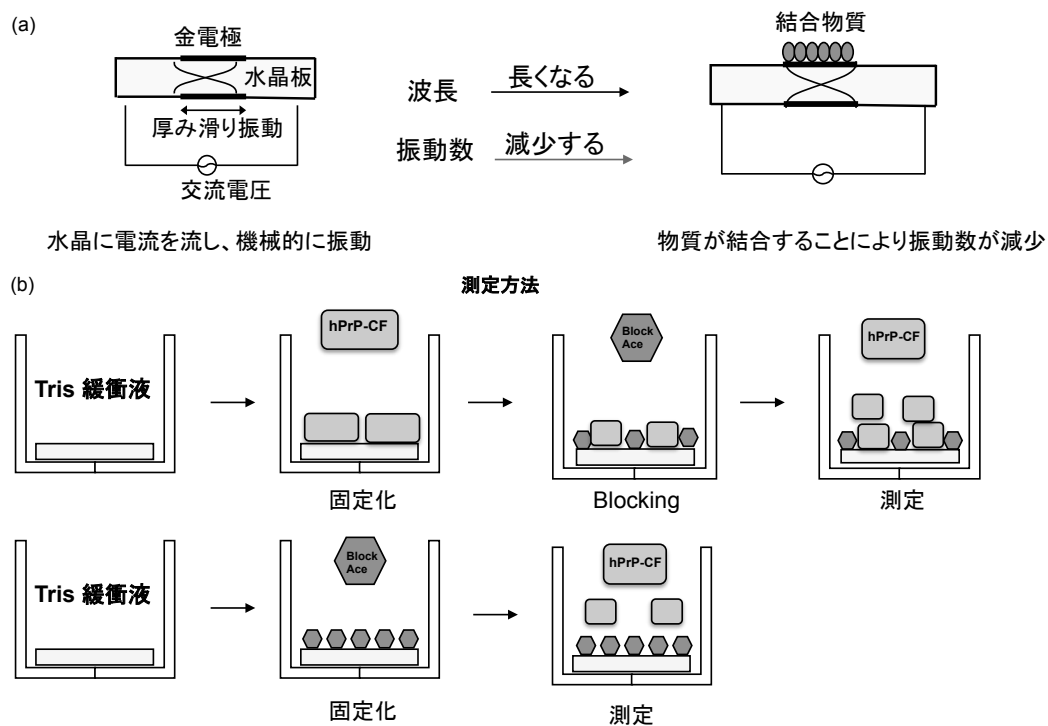 (a)
金電極
水晶板
厚み滑り振動
交流電圧
水晶に電流を流し、機械的に振動
波長
長くなる
振動数
減少する
結合物質
物質が結合することにより振動数が減少
(b)
測定方法
Tris 緩衝液
hPrP-CF
固定化
Block
Ace
Blocking
hPrP-CF
測定
Tris 緩衝液
Block
Ace
固定化
hPrP-CF
測定